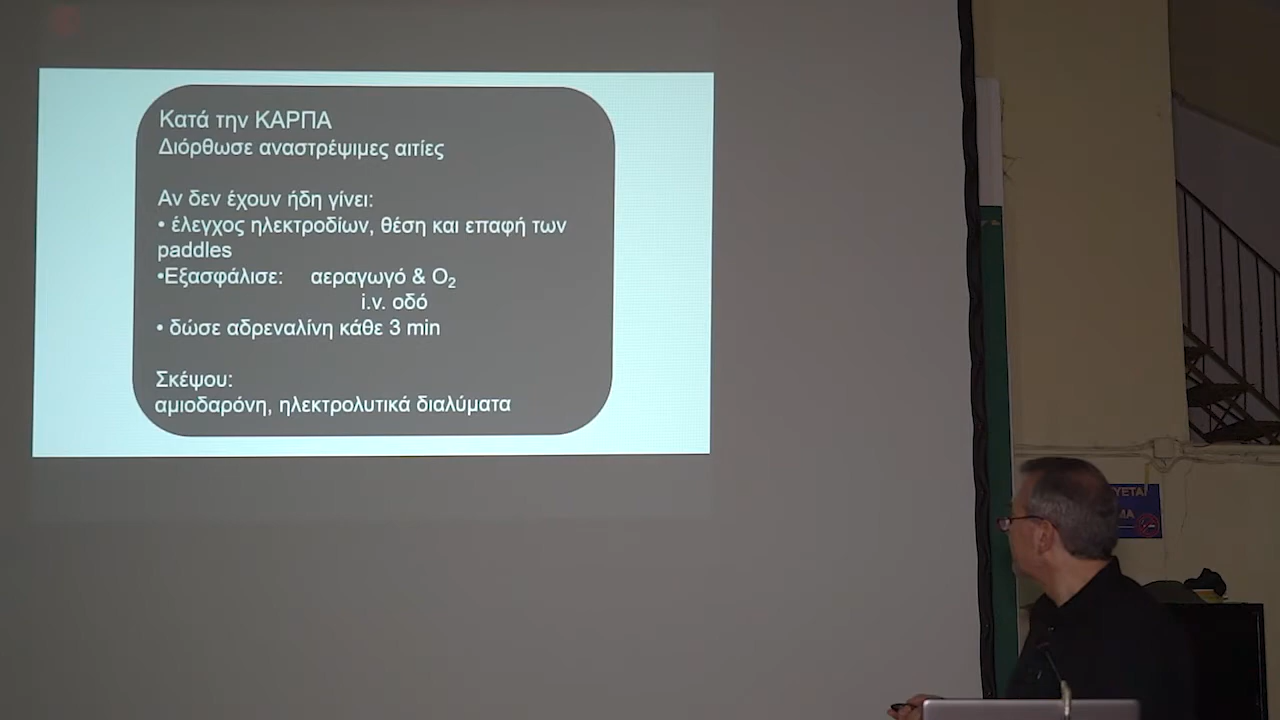 Κατά την ΚΑΡΠΑ
Διόρθωσε αναστρέψιμες αιτίες
Αν δεν έχουν ήδη γίνει:
• έλεγχος ηλεκτροδίων, θέση και επαφή των
paddles
•Εξασφάλισε: αεραγωγό & O₂
i.v. οδό
• δώσε αδρεναλίνη κάθε 3 min
Σκέψου:
αμιοδαρόνη, ηλεκτρολυτικά διαλύματα